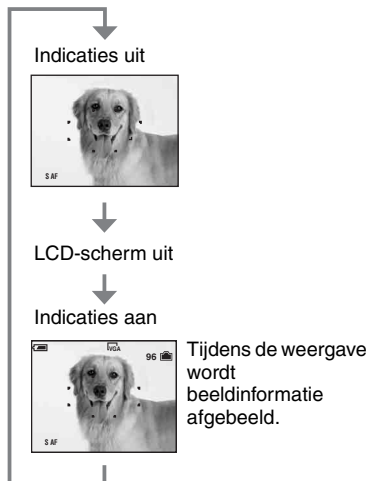 Indicaties uit
S AF
LCD-scherm uit
Indicaties aan
VGA
96
S AF
Tijdens de weergave
wordt
beeldinformatie
afgebeeld.